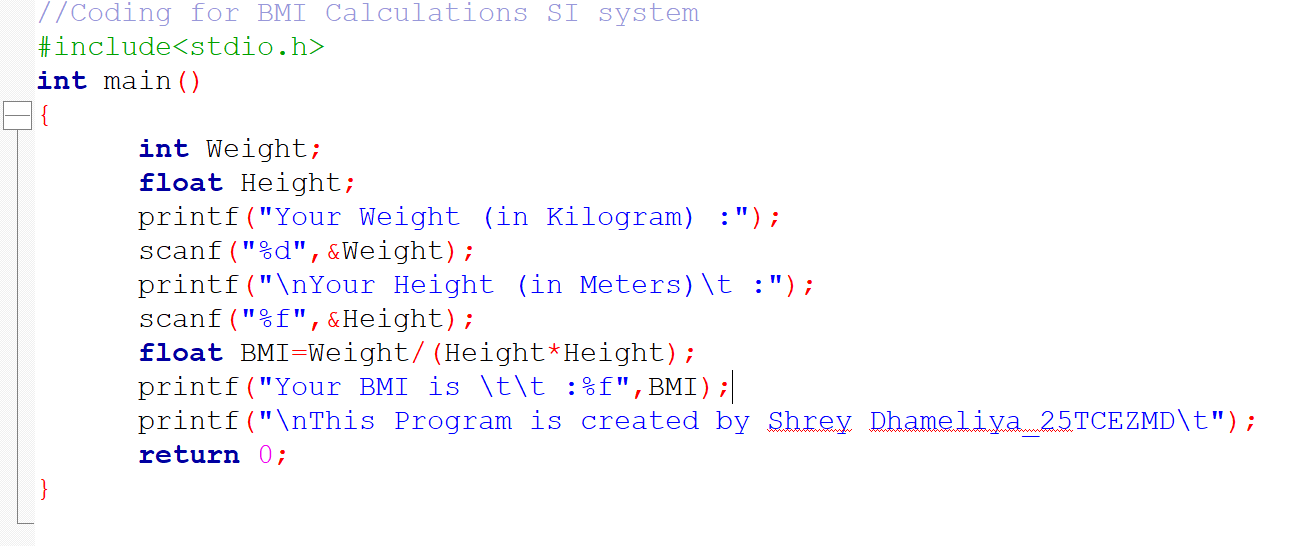 //Coding for BMI Calculations SI system
#include<stdio.h>
int main()
{
int Weight;
float Height;
printf("Your Weight (in Kilogram) :");
scanf("%d",&Weight);
printf("\nYour Height (in Meters)\t :");
scanf("%f",&Height);
float BMI=Weight/(Height*Height);
printf("Your BMI is \t\t :%f",BMI);
printf("\nThis Program is created by Shrey Dhameliya_25TCEZMD\t");
return 0;
}